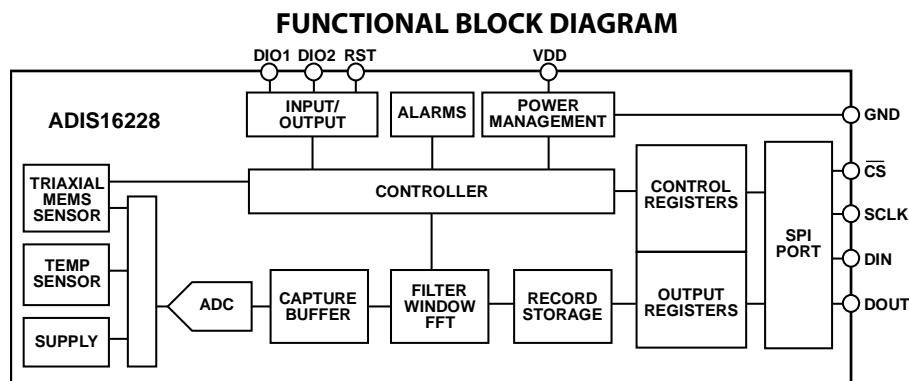 FUNCTIONAL BLOCK DIAGRAM
DIO1 DIO2 RST VDD
ADIS16228
INPUT/
OUTPUT
ALARMS
POWER
MANAGEMENT
GND
TRIAXIAL
MEMS
SENSOR
CONTROLLER
CONTROL
REGISTERS
CS
SCLK
SPI
PORT
DIN
DOUT
TEMP
SENSOR
SUPPLY
ADC
CAPTURE
BUFFER
FILTER
WINDOW
FFT
RECORD
STORAGE
OUTPUT
REGISTERS